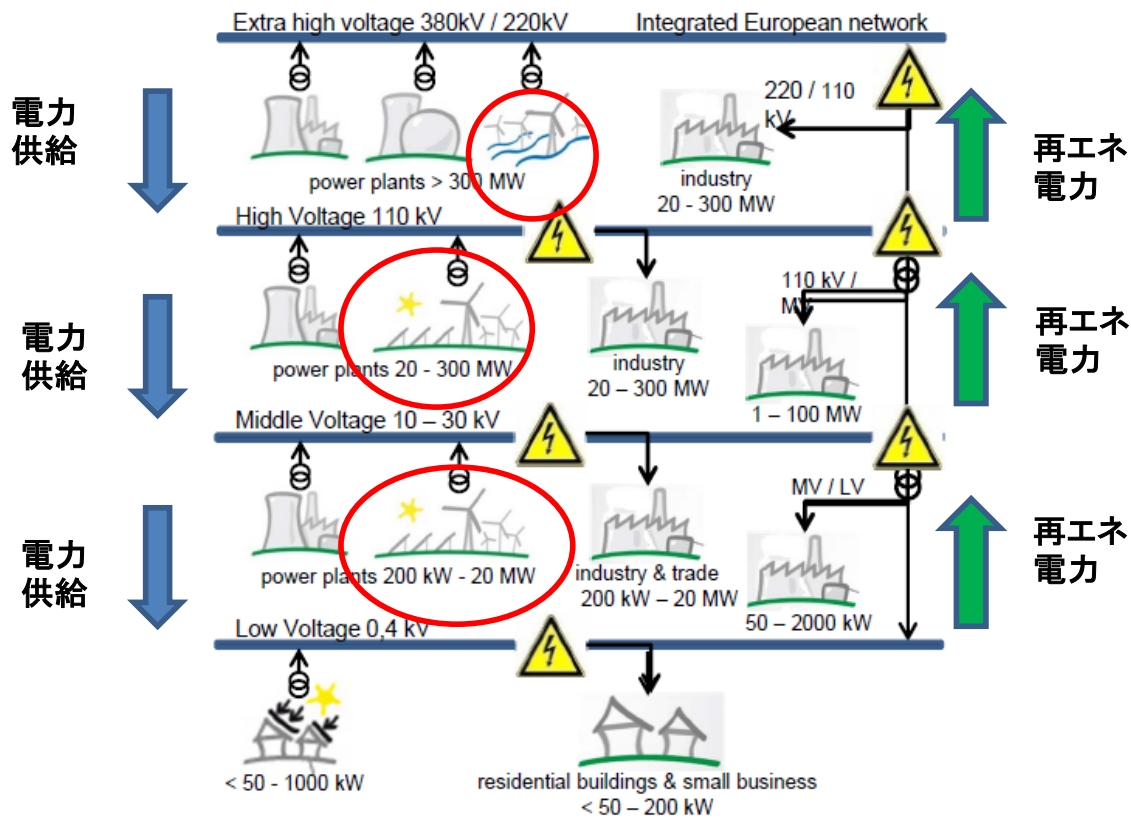 Extra high voltage 380kV / 220kV
Integrated European network
電力
供給
220 / 110
kV
再エネ
電力
power plants > 300 MW
industry
20 - 300 MW
High Voltage 110 kV
電力
供給
110 kV /
MV
再エネ
電力
power plants 20 - 300 MW
industry
20 – 300 MW
1 – 100 MW
Middle Voltage 10 – 30 kV
電力
供給
MV / LV
再エネ
電力
power plants 200 kW - 20 MW
industry & trade
200 kW – 20 MW
50 – 2000 kW
Low Voltage 0,4 kV
< 50 - 1000 kW
residential buildings & small business
< 50 – 200 kW